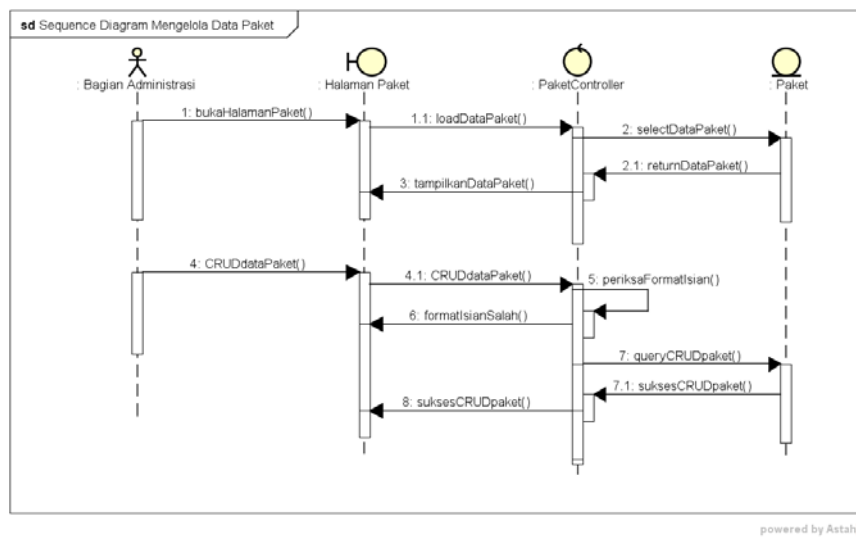 sd Sequence Diagram Mengelola Data Paket
: Bagian Administrasi
: Halaman Paket
: PaketController
: Paket
1: bukaHalamanPaket()
1.1: loadDataPaket()
2: selectDataPaket()
2.1: returnDataPaket()
3: tampilkanDataPaket()
4: CRUDdataPaket()
4.1: CRUDdataPaket()
5: periksaFormatIsian()
6: formatIsianSalah()
7: queryCRUDpaket()
7.1: suksesCRUDpaket()
8: suksesCRUDpaket()
powered by Astah